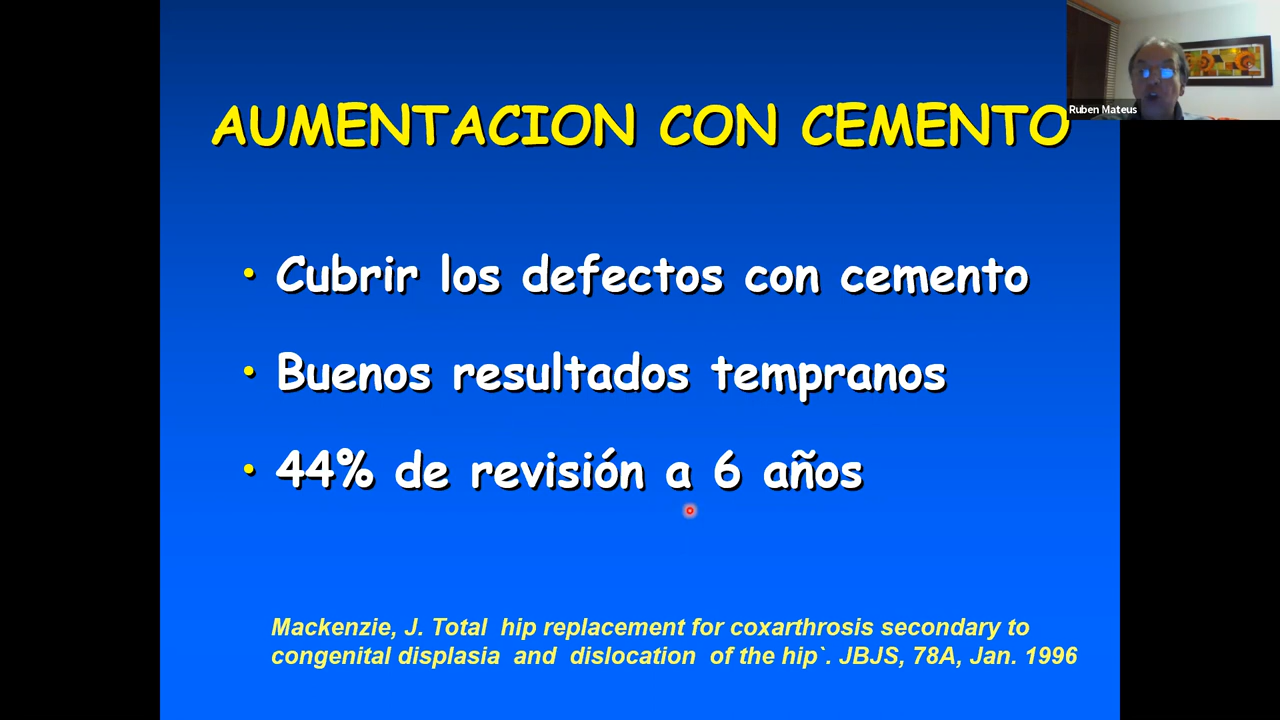 AUMENTACION CON CEMENTO
Ruben Mateus
• Cubrir los defectos con cemento
• Buenos resultados tempranos
• 44% de revisión a 6 años
Mackenzie, J. Total hip replacement for coxarthrosis secondary to
congenital displasia and dislocation of the hip`. JBJS, 78A, Jan. 1996